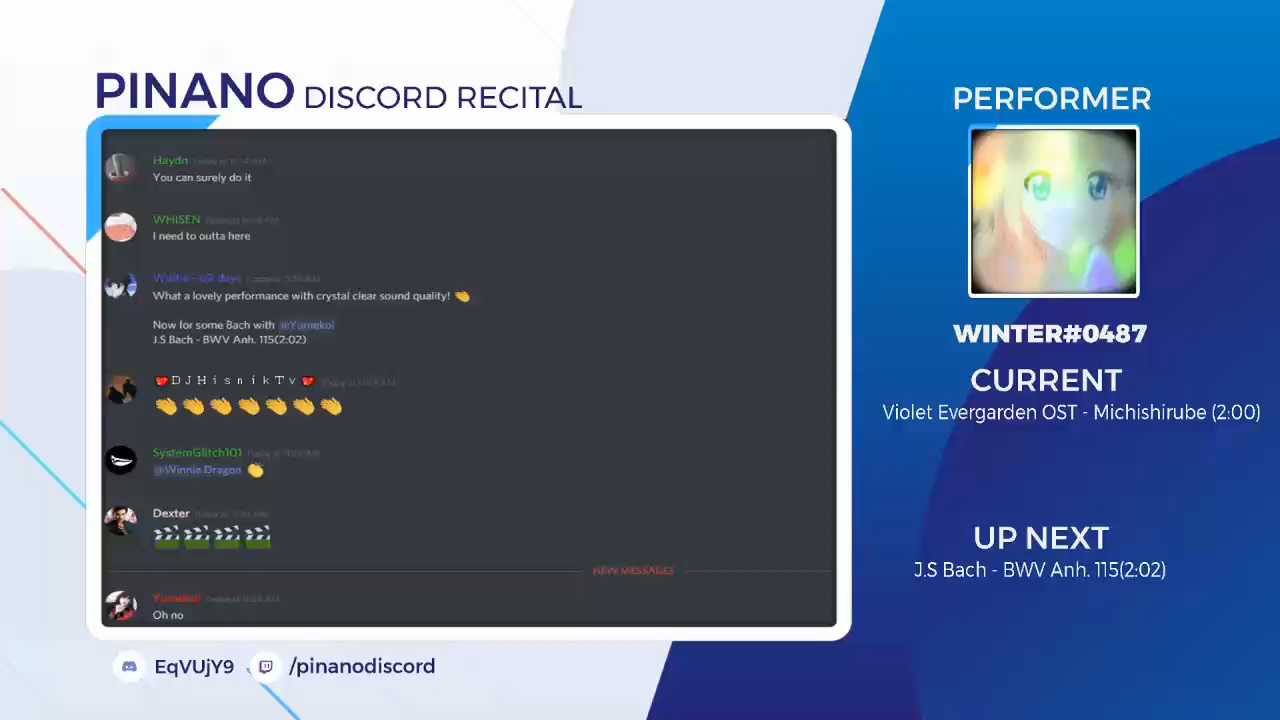 PINANO DISCORD RECITAL
Haydn
You can surely do it
WHISEN
I need to outta here
What a lovely performance with crystal clear sound quality! 👏
Now for some Bach with @Yumekol
J.S Bach - BWV Anh. 115(2:02)
D J H i s n i k T v
👏👏👏👏👏👏👏
SystemGlitch101
@Winnie Dragon 👏
Dexter
🎬🎬🎬🎬
NEW MESSAGES
Yumekol
Oh no
EqVUjY9
/pinanodiscord
PERFORMER
WINTER#0487
CURRENT
Violet Evergarden OST - Michishirube (2:00)
UP NEXT
J.S Bach - BWV Anh. 115(2:02)